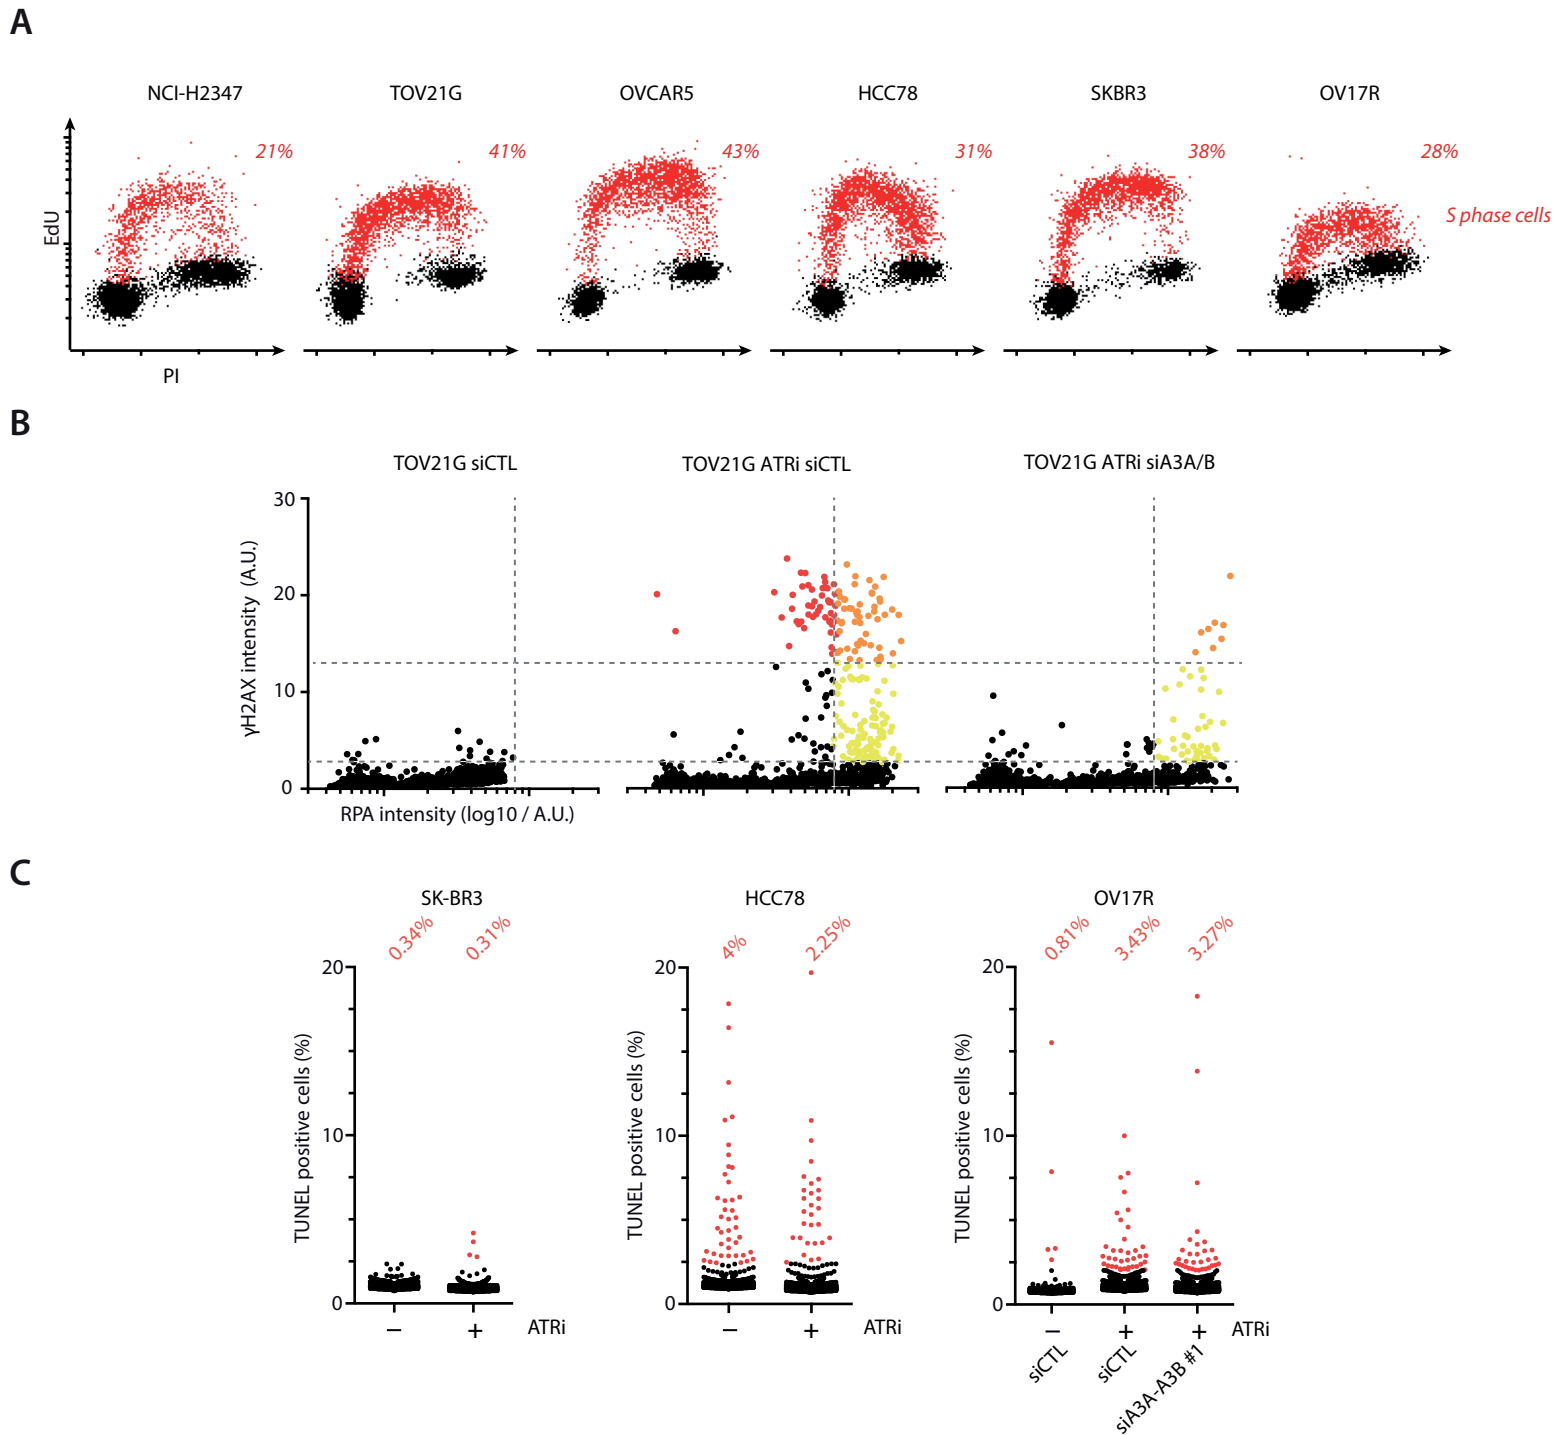 A
NCI-H2347 TOV21G OVCAR5 HCC78 SKBR3 OV17R
21% 41% 43% 31% 38% 28%
EdU
S phase cells
PI
B
TOV21G siCTL TOV21G ATRi siCTL TOV21G ATRi siA3A/B
γH2AX intensity (A.U.)
30
20
10
0
RPA intensity (log10 / A.U.)
C
SK-BR3 HCC78 OV17R
0.34% 0.31% 4% 2.25% 0.81% 3.43% 3.27%
TUNEL positive cells (%) TUNEL positive cells (%) TUNEL positive cells (%)
20 20 20
10 10 10
0 0 0
− + ATRi − + ATRi − + + ATRi
siCTL siCTL siA3A-A3B #1